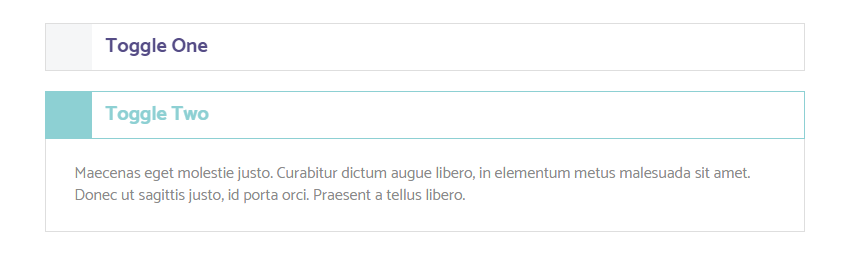 Toggle One
Toggle Two
Maecenas eget molestie justo. Curabitur dictum augue libero, in elementum metus malesuada sit amet.
Donec ut sagittis justo, id porta orci. Praesent a tellus libero.